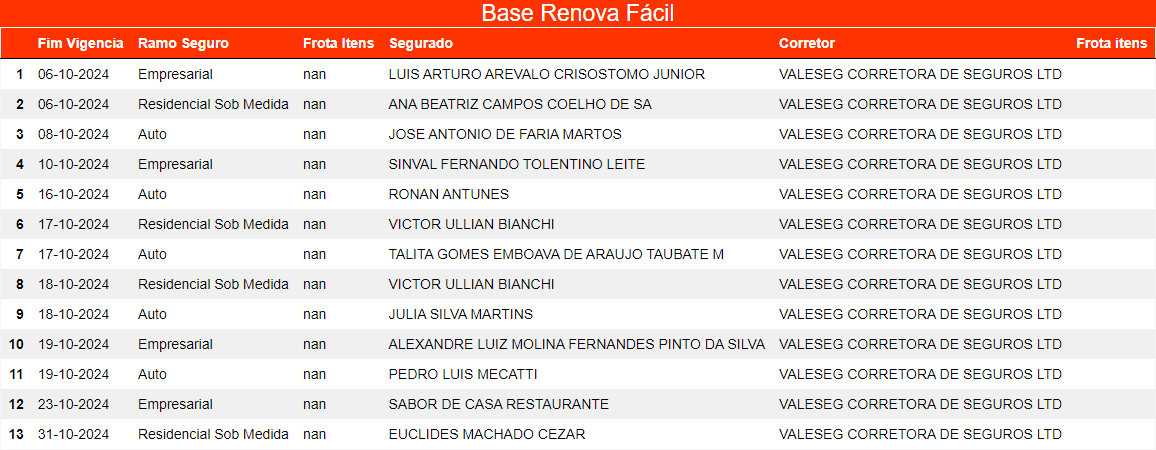 Base Renova Fácil
Fim Vigencia Ramo Seguro Frota Itens Segurado Corretor Frota itens
1 06-10-2024 Empresarial nan LUIS ARTURO AREVALO CRISOSTOMO JUNIOR VALESEG CORRETORA DE SEGUROS LTD
2 06-10-2024 Residencial Sob Medida nan ANA BEATRIZ CAMPOS COELHO DE SA VALESEG CORRETORA DE SEGUROS LTD
3 08-10-2024 Auto nan JOSE ANTONIO DE FARIA MARTOS VALESEG CORRETORA DE SEGUROS LTD
4 10-10-2024 Empresarial nan SINVAL FERNANDO TOLENTINO LEITE VALESEG CORRETORA DE SEGUROS LTD
5 16-10-2024 Auto nan RONAN ANTUNES VALESEG CORRETORA DE SEGUROS LTD
6 17-10-2024 Residencial Sob Medida nan VICTOR ULLIAN BIANCHI VALESEG CORRETORA DE SEGUROS LTD
7 17-10-2024 Auto nan TALITA GOMES EMBOAVA DE ARAUJO TAUBATE M VALESEG CORRETORA DE SEGUROS LTD
8 18-10-2024 Residencial Sob Medida nan VICTOR ULLIAN BIANCHI VALESEG CORRETORA DE SEGUROS LTD
9 18-10-2024 Auto nan JULIA SILVA MARTINS VALESEG CORRETORA DE SEGUROS LTD
10 19-10-2024 Empresarial nan ALEXANDRE LUIZ MOLINA FERNANDES PINTO DA SILVA VALESEG CORRETORA DE SEGUROS LTD
11 19-10-2024 Auto nan PEDRO LUIS MECATTI VALESEG CORRETORA DE SEGUROS LTD
12 23-10-2024 Empresarial nan SABOR DE CASA RESTAURANTE VALESEG CORRETORA DE SEGUROS LTD
13 31-10-2024 Residencial Sob Medida nan EUCLIDES MACHADO CEZAR VALESEG CORRETORA DE SEGUROS LTD